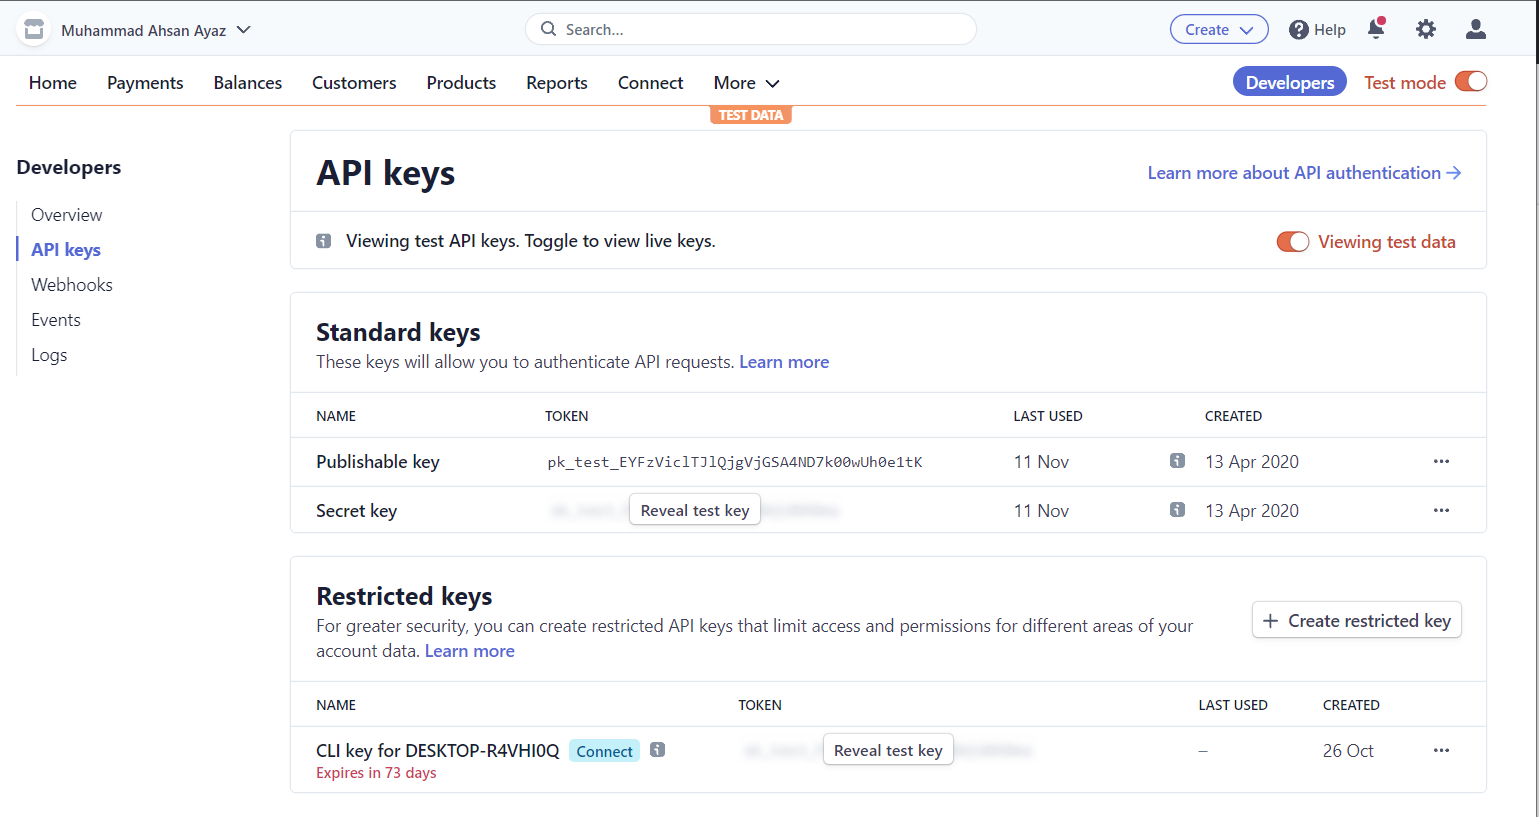 Muhammad Ahsan Ayaz
Search...
Create
Help
Home Payments Balances Customers Products Reports Connect More
Developers Test mode
TEST DATA
Developers
Overview
API keys
Webhooks
Events
Logs
API keys
Learn more about API authentication →
Viewing test API keys. Toggle to view live keys.
Viewing test data
Standard keys
These keys will allow you to authenticate API requests. Learn more
NAME TOKEN LAST USED CREATED
Publishable key pk_test_EYFzViclTJlQjgVjGSA4ND7k00wUh0e1tK 11 Nov 13 Apr 2020
Secret key Reveal test key 11 Nov 13 Apr 2020
Restricted keys
For greater security, you can create restricted API keys that limit access and permissions for different areas of your
account data. Learn more
+ Create restricted key
NAME TOKEN LAST USED CREATED
CLI key for DESKTOP-R4VHI0Q Connect Reveal test key – 26 Oct
Expires in 73 days